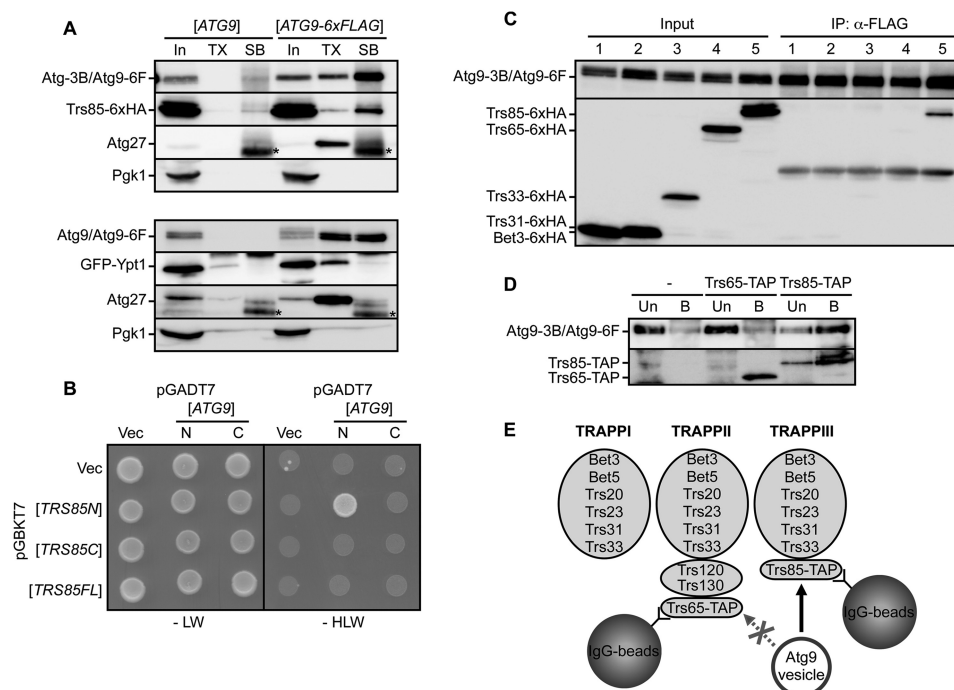 A
[ATG9] [ATG9-6xFLAG]
In TX SB In TX SB
Atg-3B/Atg9-6F
Trs85-6xHA
Atg27
* *
Pgk1
Atg9/Atg9-6F
GFP-Ypt1
Atg27
* *
Pgk1
B
pGADT7 pGADT7
[ATG9] [ATG9]
Vec N C Vec N C
pGBKT7
Vec
[TRS85N]
[TRS85C]
[TRS85FL]
- LW - HLW
C
Input IP: α-FLAG
1 2 3 4 5 1 2 3 4 5
Atg9-3B/Atg9-6F
Trs85-6xHA
Trs65-6xHA
Trs33-6xHA
Trs31-6xHA
Bet3-6xHA
D
- Trs65-TAP Trs85-TAP
Un B Un B Un B
Atg9-3B/Atg9-6F
Trs85-TAP
Trs65-TAP
E
TRAPPI TRAPPII TRAPPIII
Bet3 Bet3 Bet3
Bet5 Bet5 Bet5
Trs20 Trs20 Trs20
Trs23 Trs23 Trs23
Trs31 Trs31 Trs31
Trs33 Trs33 Trs33
Trs120 Trs85-TAP
Trs130
Trs65-TAP
IgG-beads
IgG-beads
Atg9
vesicle